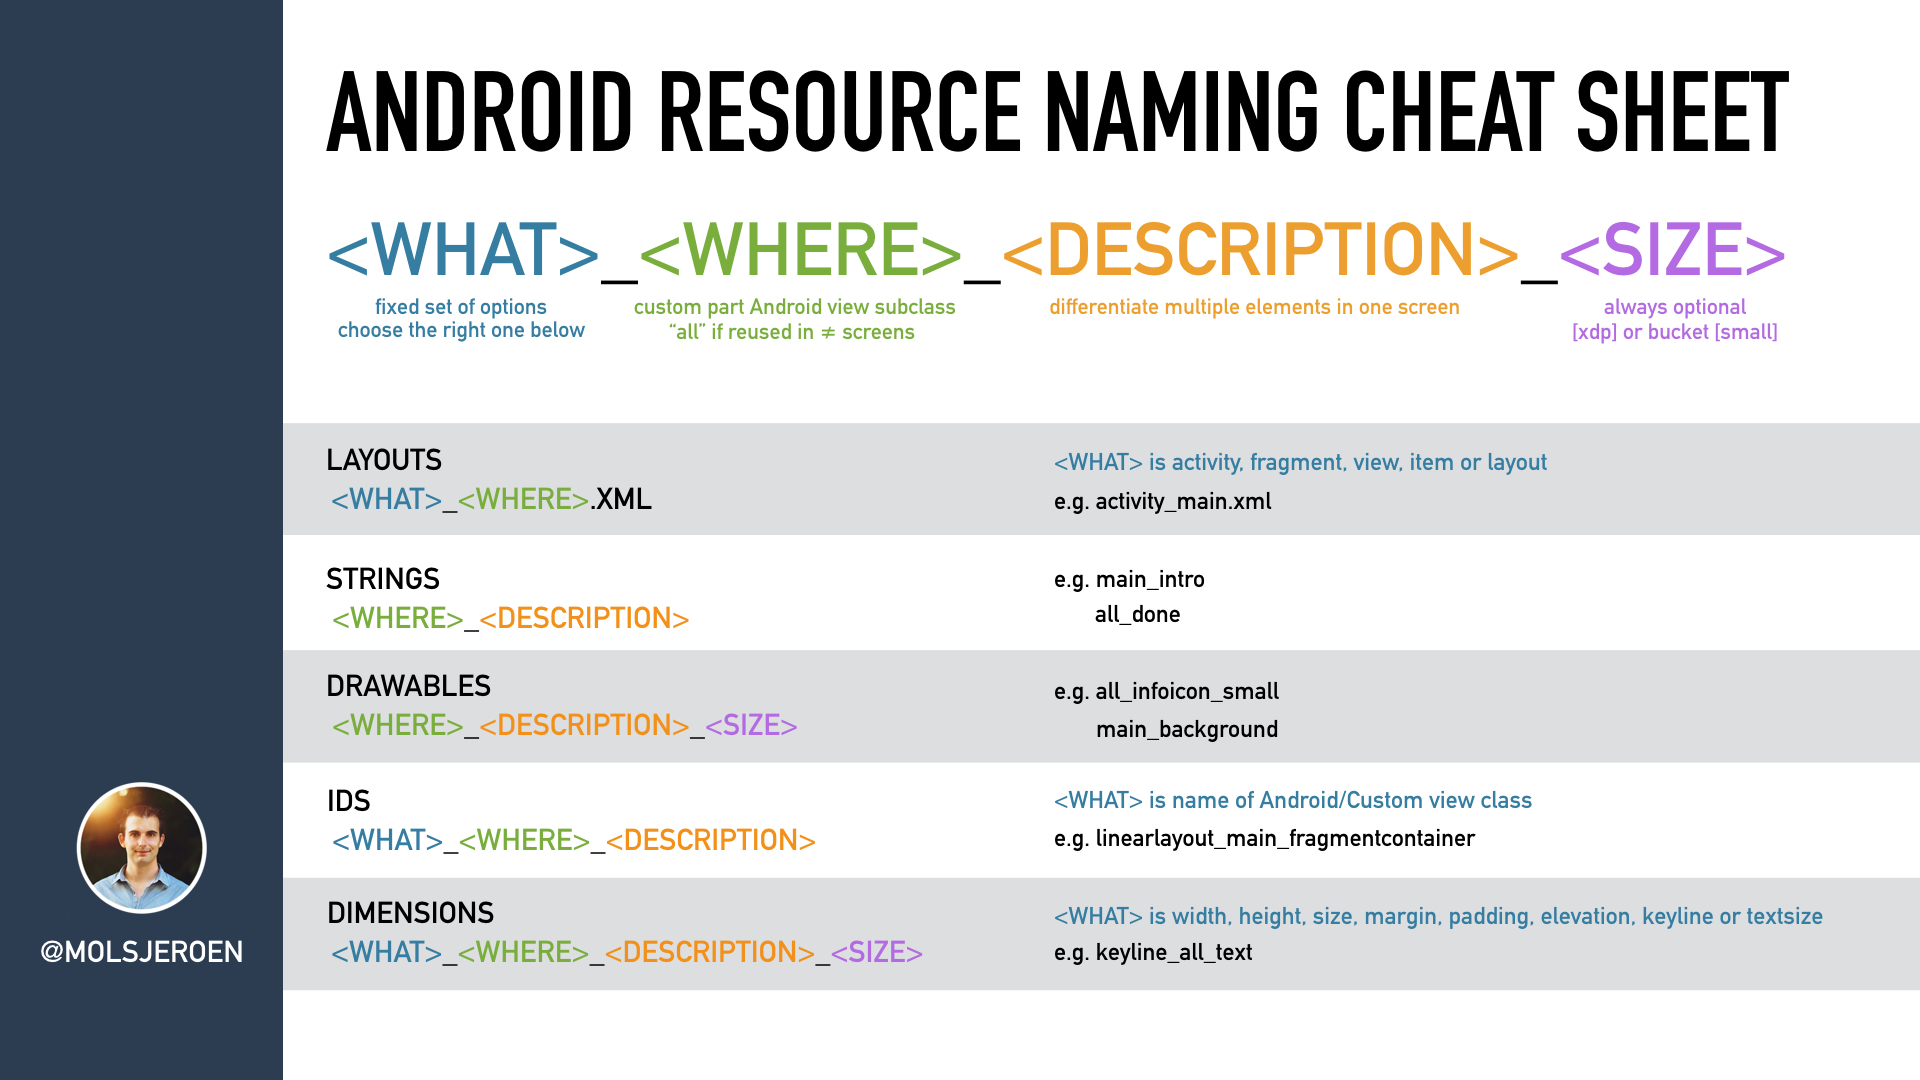 ANDROID RESOURCE NAMING CHEAT SHEET
<WHAT>_<WHERE>_<DESCRIPTION>_<SIZE>
fixed set of options
choose the right one below
custom part Android view subclass
“all” if reused in ≠ screens
differentiate multiple elements in one screen
always optional
[xdp] or bucket [small]
LAYOUTS
<WHAT>_<WHERE>.XML
<WHAT> is activity, fragment, view, item or layout
e.g. activity_main.xml
STRINGS
<WHERE>_<DESCRIPTION>
e.g. main_intro
all_done
DRAWABLES
<WHERE>_<DESCRIPTION>_<SIZE>
e.g. all_infoicon_small
main_background
IDS
<WHAT>_<WHERE>_<DESCRIPTION>
<WHAT> is name of Android/Custom view class
e.g. linearlayout_main_fragmentcontainer
DIMENSIONS
<WHAT>_<WHERE>_<DESCRIPTION>_<SIZE>
<WHAT> is width, height, size, margin, padding, elevation, keyline or textsize
e.g. keyline_all_text
@MOLSJEROEN